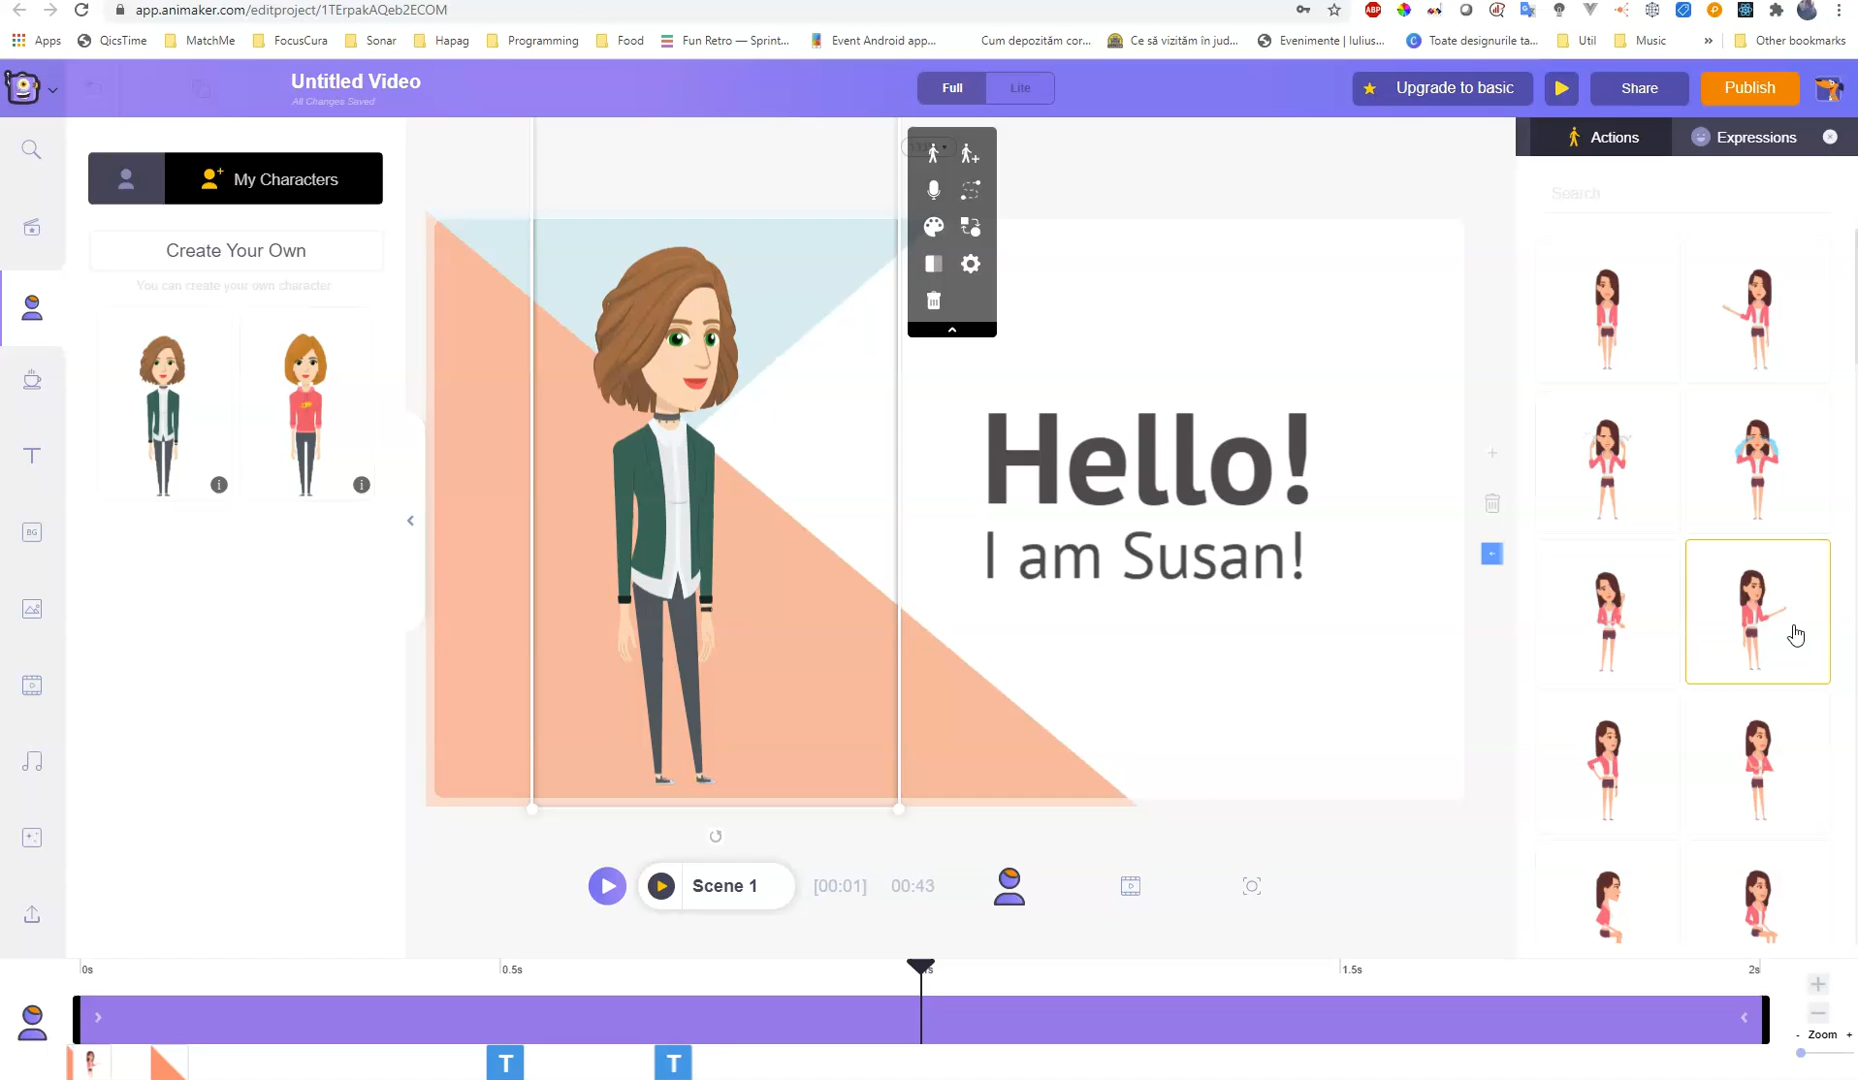 app.animaker.com/editproject/1TErpakAQeb2ECOM
ABP
Apps
QicsTime
MatchMe
FocusCura
Sonar
Hapag
Programming
Food
Fun Retro — Sprint...
Event Android app...
Cum depozităm cor...
Ce să vizităm în jud...
Evenimente | Iulius...
Toate designurile ta...
Util
Music
»
Other bookmarks
Untitled Video
All Changes Saved
Full
Lite
Upgrade to basic
Share
Publish
My Characters
Actions
Expressions
Search
Create Your Own
You can create your own character
Hello!
I am Susan!
T
BG
Scene 1
[00:01]
00:43
0s
0.5s
1.5s
2s
- Zoom +
T
T